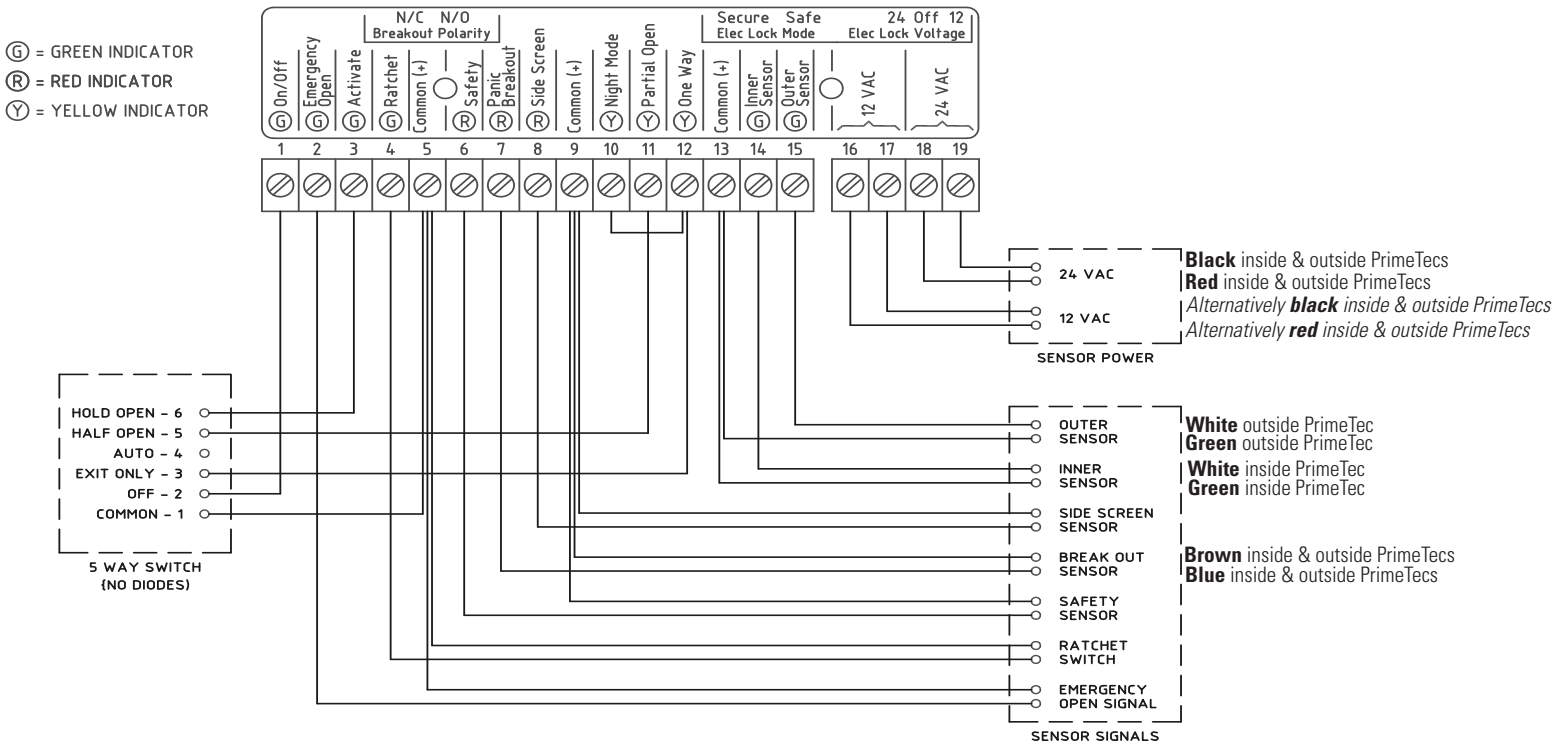 G = GREEN INDICATOR
R = RED INDICATOR
Y = YELLOW INDICATOR
N/C N/O
Breakout Polarity
Secure Safe
Elec Lock Mode
24 Off 12
Elec Lock Voltage
G On/Off
G Emergency
Open
G Activate
G Ratchet
Common (+)
R Safety
R Panic
Breakout
R Side Screen
Common (+)
Y Night Mode
Y Partial Open
Y One Way
Common (+)
G Inner
Sensor
G Outer
Sensor
12 VAC
24 VAC
1 2 3 4 5 6 7 8 9 10 11 12 13 14 15 16 17 18 19
24 VAC
12 VAC
SENSOR POWER
Black inside & outside PrimeTecs
Red inside & outside PrimeTecs
Alternatively black inside & outside PrimeTecs
Alternatively red inside & outside PrimeTecs
HOLD OPEN - 6
HALF OPEN - 5
AUTO - 4
EXIT ONLY - 3
OFF - 2
COMMON - 1
5 WAY SWITCH
(NO DIODES)
OUTER
SENSOR
White outside PrimeTec
Green outside PrimeTec
INNER
SENSOR
White inside PrimeTec
Green inside PrimeTec
SIDE SCREEN
SENSOR
BREAK OUT
SENSOR
Brown inside & outside PrimeTecs
Blue inside & outside PrimeTecs
SAFETY
SENSOR
RATCHET
SWITCH
EMERGENCY
OPEN SIGNAL
SENSOR SIGNALS